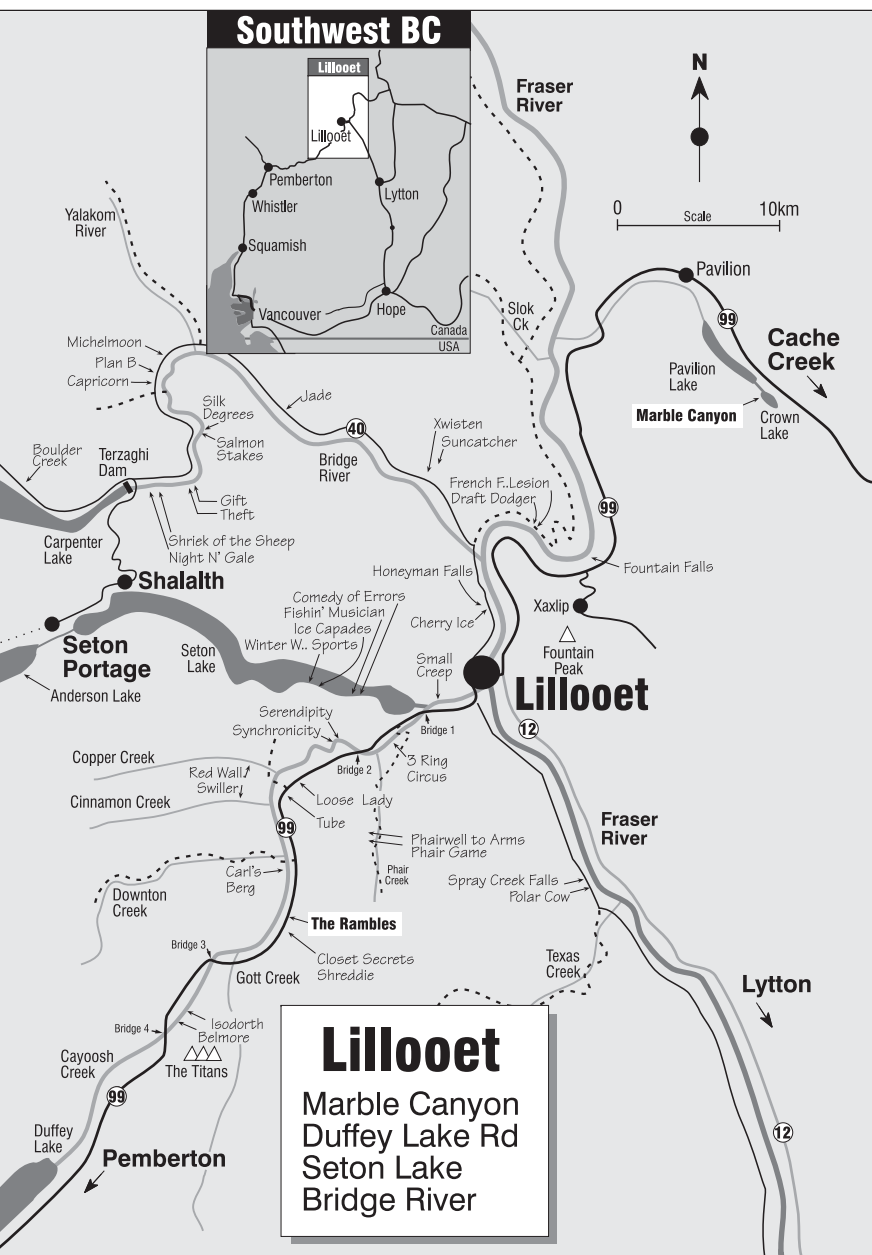 Southwest BC
Lillooet
Lillooet
Pemberton
Lytton
Whistler
Squamish
Vancouver
Hope
Canada
USA
Fraser
River
N
0
Scale
10km
Yalakom
River
Pavilion
99
Slok
Ck
Cache
Creek
Pavilion
Lake
Marble Canyon
Crown
Lake
Michelmoon
Plan B
Capricorn
Silk
Degrees
Jade
Salmon
Stakes
40
Bridge
River
Xwisten
Suncatcher
Boulder
Creek
Terzaghi
Dam
Gift
Theft
French F..Lesion
Draft Dodger
99
Carpenter
Lake
Shriek of the Sheep
Night N' Gale
Fountain Falls
Honeyman Falls
Shalalth
Comedy of Errors
Fishin' Musician
Ice Capades
Winter W.. Sports
Cherry Ice
Xaxlip
Seton
Portage
Seton
Lake
Fountain
Peak
Small
Creep
Anderson Lake
Lillooet
Serendipity
Synchronicity
Bridge 1
12
Copper Creek
Bridge 2
3 Ring
Circus
Red Wall
Swiller
Cinnamon Creek
Loose Lady
Tube
99
Fraser
River
Phairwell to Arms
Phair Game
Phair
Creek
Carl's
Berg
Spray Creek Falls
Polar Cow
Downton
Creek
The Rambles
Bridge 3
Closet Secrets
Shreddie
Gott Creek
Texas
Creek
Lytton
Isodorth
Belmore
Bridge 4
The Titans
Cayoosh
Creek
99
Duffey
Lake
Pemberton
12
Lillooet
Marble Canyon
Duffey Lake Rd
Seton Lake
Bridge River